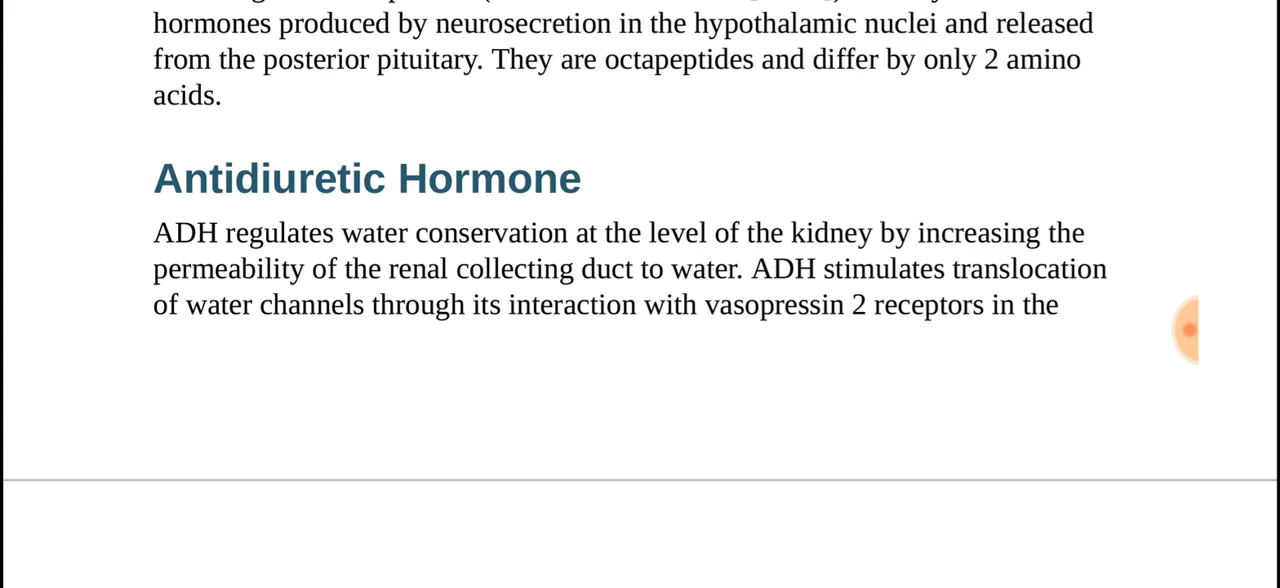 hormones produced by neurosecretion in the hypothalamic nuclei and released
from the posterior pituitary. They are octapeptides and differ by only 2 amino
acids.
Antidiuretic Hormone
ADH regulates water conservation at the level of the kidney by increasing the
permeability of the renal collecting duct to water. ADH stimulates translocation
of water channels through its interaction with vasopressin 2 receptors in the